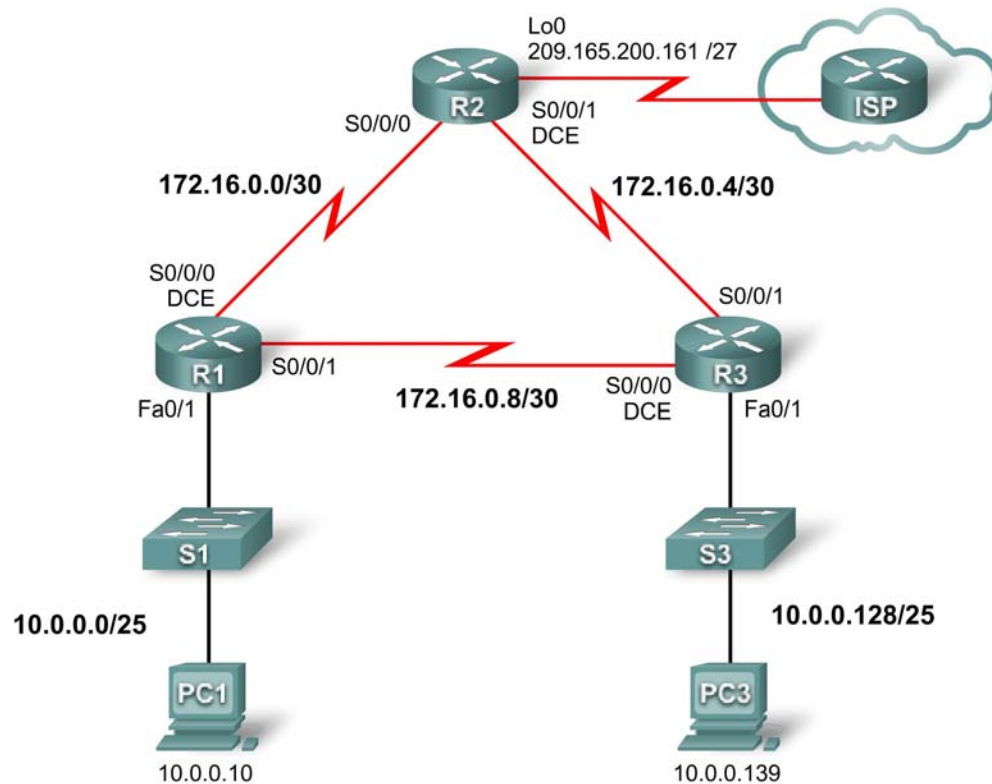 Lo0
209.165.200.161 /27
R2
ISP
S0/0/0
S0/0/1
DCE
172.16.0.0/30
172.16.0.4/30
S0/0/0
DCE
S0/0/1
R1
S0/0/1
R3
172.16.0.8/30
S0/0/0
DCE
Fa0/1
Fa0/1
S1
S3
10.0.0.0/25
10.0.0.128/25
PC1
PC3
10.0.0.10
10.0.0.139